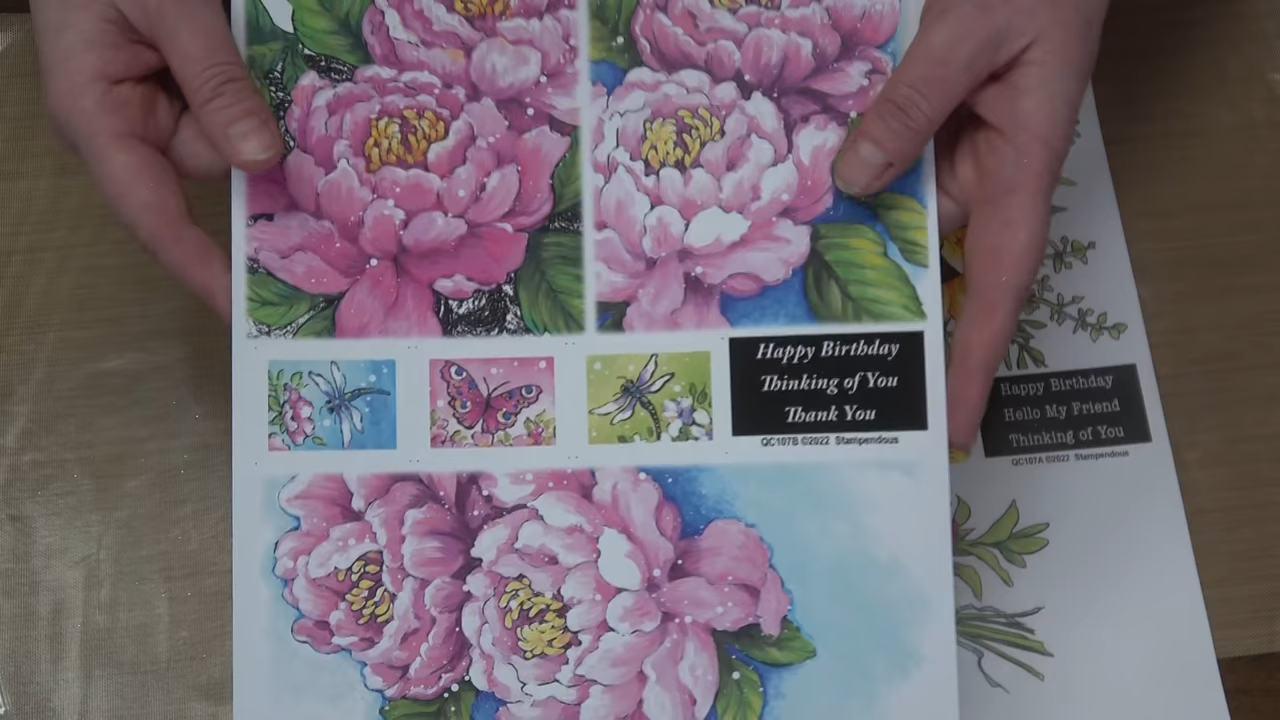 Happy Birthday
Thinking of You
Thank You
QC107B ©2022 Stampendous
Happy Birthday
Hello My Friend
Thinking of You
QC107A ©2022 Stampendous